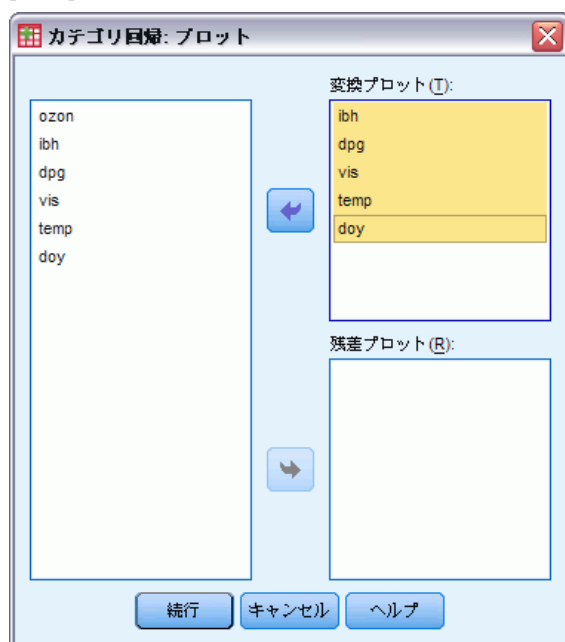 カテゴリ回帰: プロット
ozon
ibh
dpg
vis
temp
doy
変換プロット(T):
ibh
dpg
vis
temp
doy
残差プロット(R):
続行
キャンセル
ヘルプ